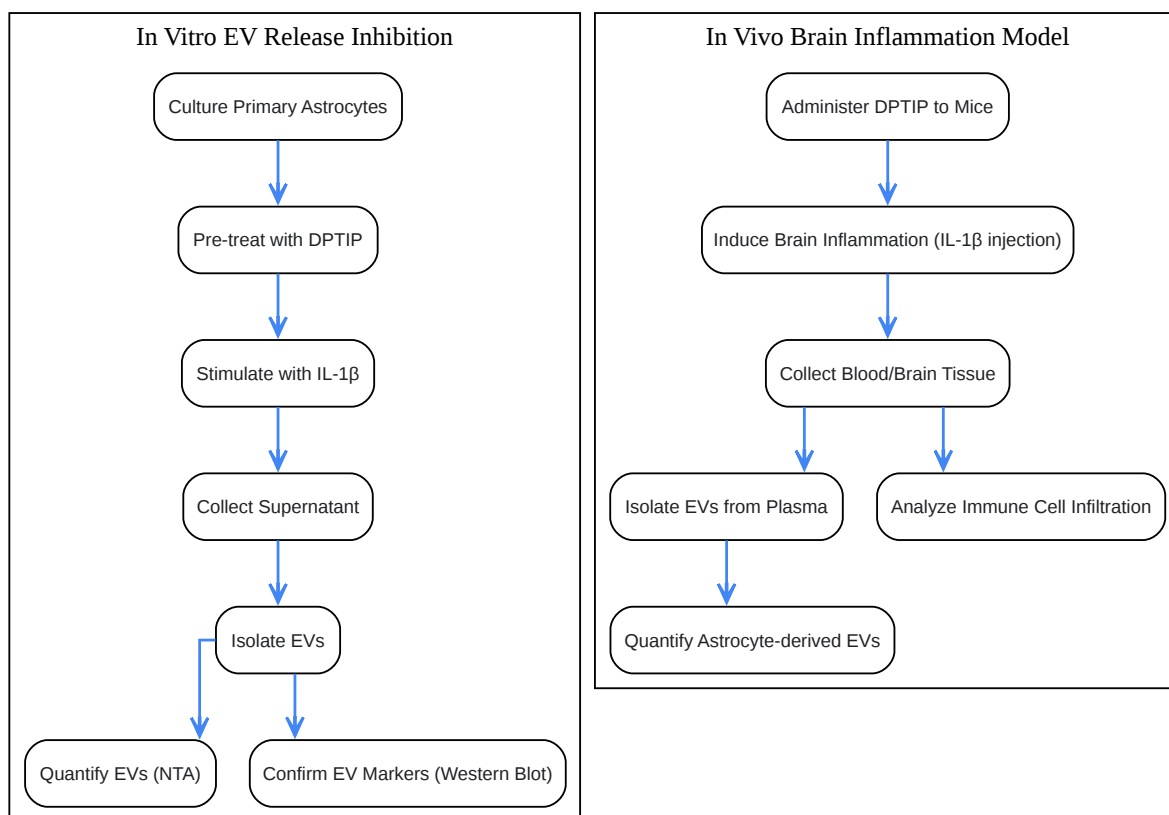 In Vitro EV Release Inhibition
Culture Primary Astrocytes
Pre-treat with DPTIP
Stimulate with IL-1β
Collect Supernatant
Isolate EVs
Quantify EVs (NTA)
Confirm EV Markers (Western Blot)
In Vivo Brain Inflammation Model
Administer DPTIP to Mice
Induce Brain Inflammation (IL-1β injection)
Collect Blood/Brain Tissue
Isolate EVs from Plasma
Analyze Immune Cell Infiltration
Quantify Astrocyte-derived EVs